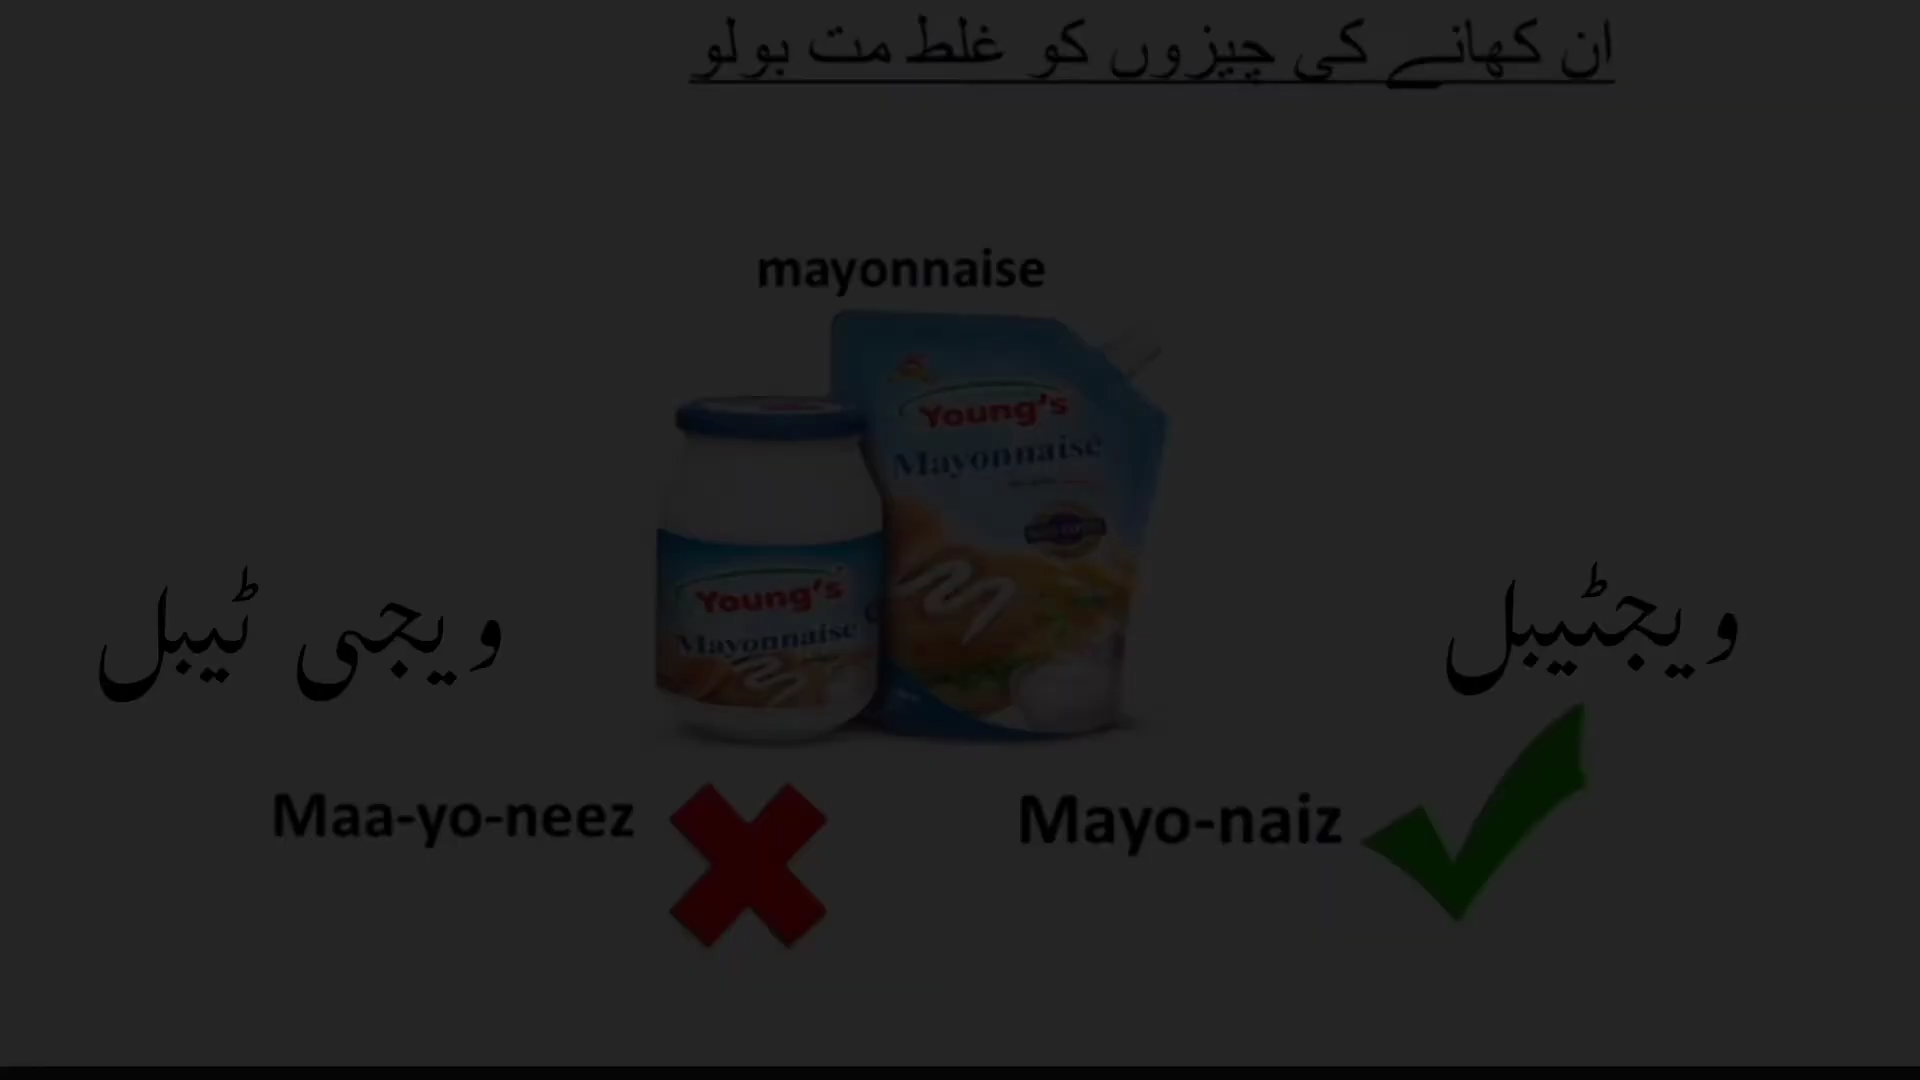 ان کھانے کی چیزوں کو غلط مت بولو
mayonnaise
Young's
Mayonnaise
Young's
Mayonnaise
ویجی ٹیبل
ویجٹیبل
Maa-yo-neez
Mayo-naiz